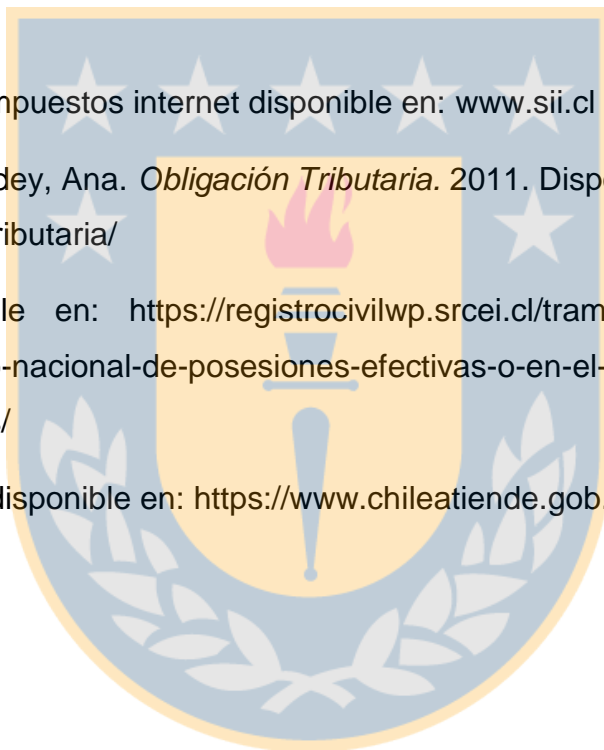 mpuestos internet disponible en: www.sii.cl
dey, Ana. Obligación Tributaria. 2011. Dispo
ributaria/
le en: https://registrocivilwp.srcei.cl/tram
-nacional-de-posesiones-efectivas-o-en-el-
/
disponible en: https://www.chileatiende.gob.